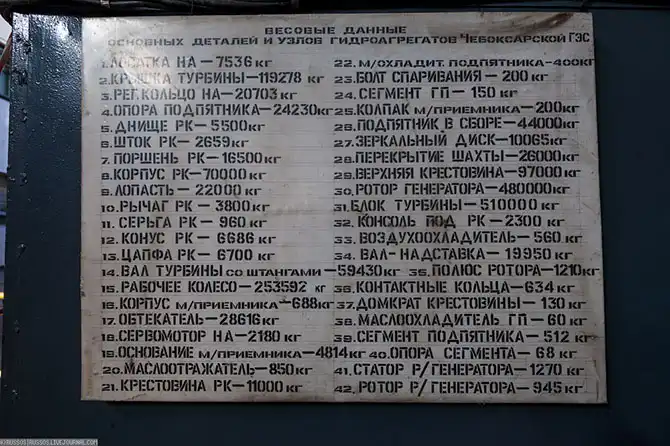 ВЕСОВЫЕ ДАННЫЕ
ОСНОВНЫХ ДЕТАЛЕЙ И УЗЛОВ ГИДРОАГРЕГАТОВ ЧЕБОКСАРСКОЙ ГЭС
1. ЛОПАТКА НА-7536 КГ
2. КРЫШКА ТУРБИНЫ-119278 КГ
3. РЕГ.КОЛЬЦО НА-20703 КГ
4. ОПОРА ПОДПЯТНИКА-24230 КГ
5. ДНИЩЕ РК-5500 КГ
6. ШТОК РК-2659 КГ
7. ПОРШЕНЬ РК-16500 КГ
8. КОРПУС РК-70000 КГ
9. ЛОПАСТЬ-22000 КГ
10. РЫЧАГ РК-3800 КГ
11. СЕРЬГА РК-960 КГ
12. КОНУС РК-6686 КГ
13. ЦАПФА РК-6700 КГ
14. ВАЛ ТУРБИНЫ СО ШТАНГАМИ-59430 КГ
15. РАБОЧЕЕ КОЛЕСО-253592 КГ
16. КОРПУС М/ПРИЕМНИКА-688 КГ
17. ОБТЕКАТЕЛЬ-28616 КГ
18. СЕРВОМОТОР НА-2180 КГ
19. ОСНОВАНИЕ М/ПРИЕМНИКА-4814 КГ
20. МАСЛООТРАЖАТЕЛЬ-850 КГ
21. КРЕСТОВИНА РК-11000 КГ
22. М/ОХЛАДИТ. ПОДПЯТНИКА-400 КГ
23. БОЛТ СПАРИВАНИЯ-200 КГ
24. СЕГМЕНТ ГП-150 КГ
25. КОЛПАК М/ПРИЕМНИКА-200 КГ
26. ПОДПЯТНИК В СБОРЕ-44000 КГ
27. ЗЕРКАЛЬНЫЙ ДИСК-10065 КГ
28. ПЕРЕКРЫТИЕ ШАХТЫ-26000 КГ
29. ВЕРХНЯЯ КРЕСТОВИНА-97000 КГ
30. РОТОР ГЕНЕРАТОРА-480000 КГ
31. БЛОК ТУРБИНЫ-510000 КГ
32. КОНСОЛЬ ПОД РК-2300 КГ
33. ВОЗДУХООХЛАДИТЕЛЬ-560 КГ
34. ВАЛ-НАДСТАВКА-19950 КГ
35. ПОЛЮС РОТОРА-1210 КГ
36. КОНТАКТНЫЕ КОЛЬЦА-634 КГ
37. ДОМКРАТ КРЕСТОВИНЫ-130 КГ
38. МАСЛООХЛАДИТЕЛЬ ГП-60 КГ
39. СЕГМЕНТ ПОДПЯТНИКА-512 КГ
40. ОПОРА СЕГМЕНТА-68 КГ
41. СТАТОР Р/ГЕНЕРАТОРА-1270 КГ
42. РОТОР Р/ГЕНЕРАТОРА-945 КГ